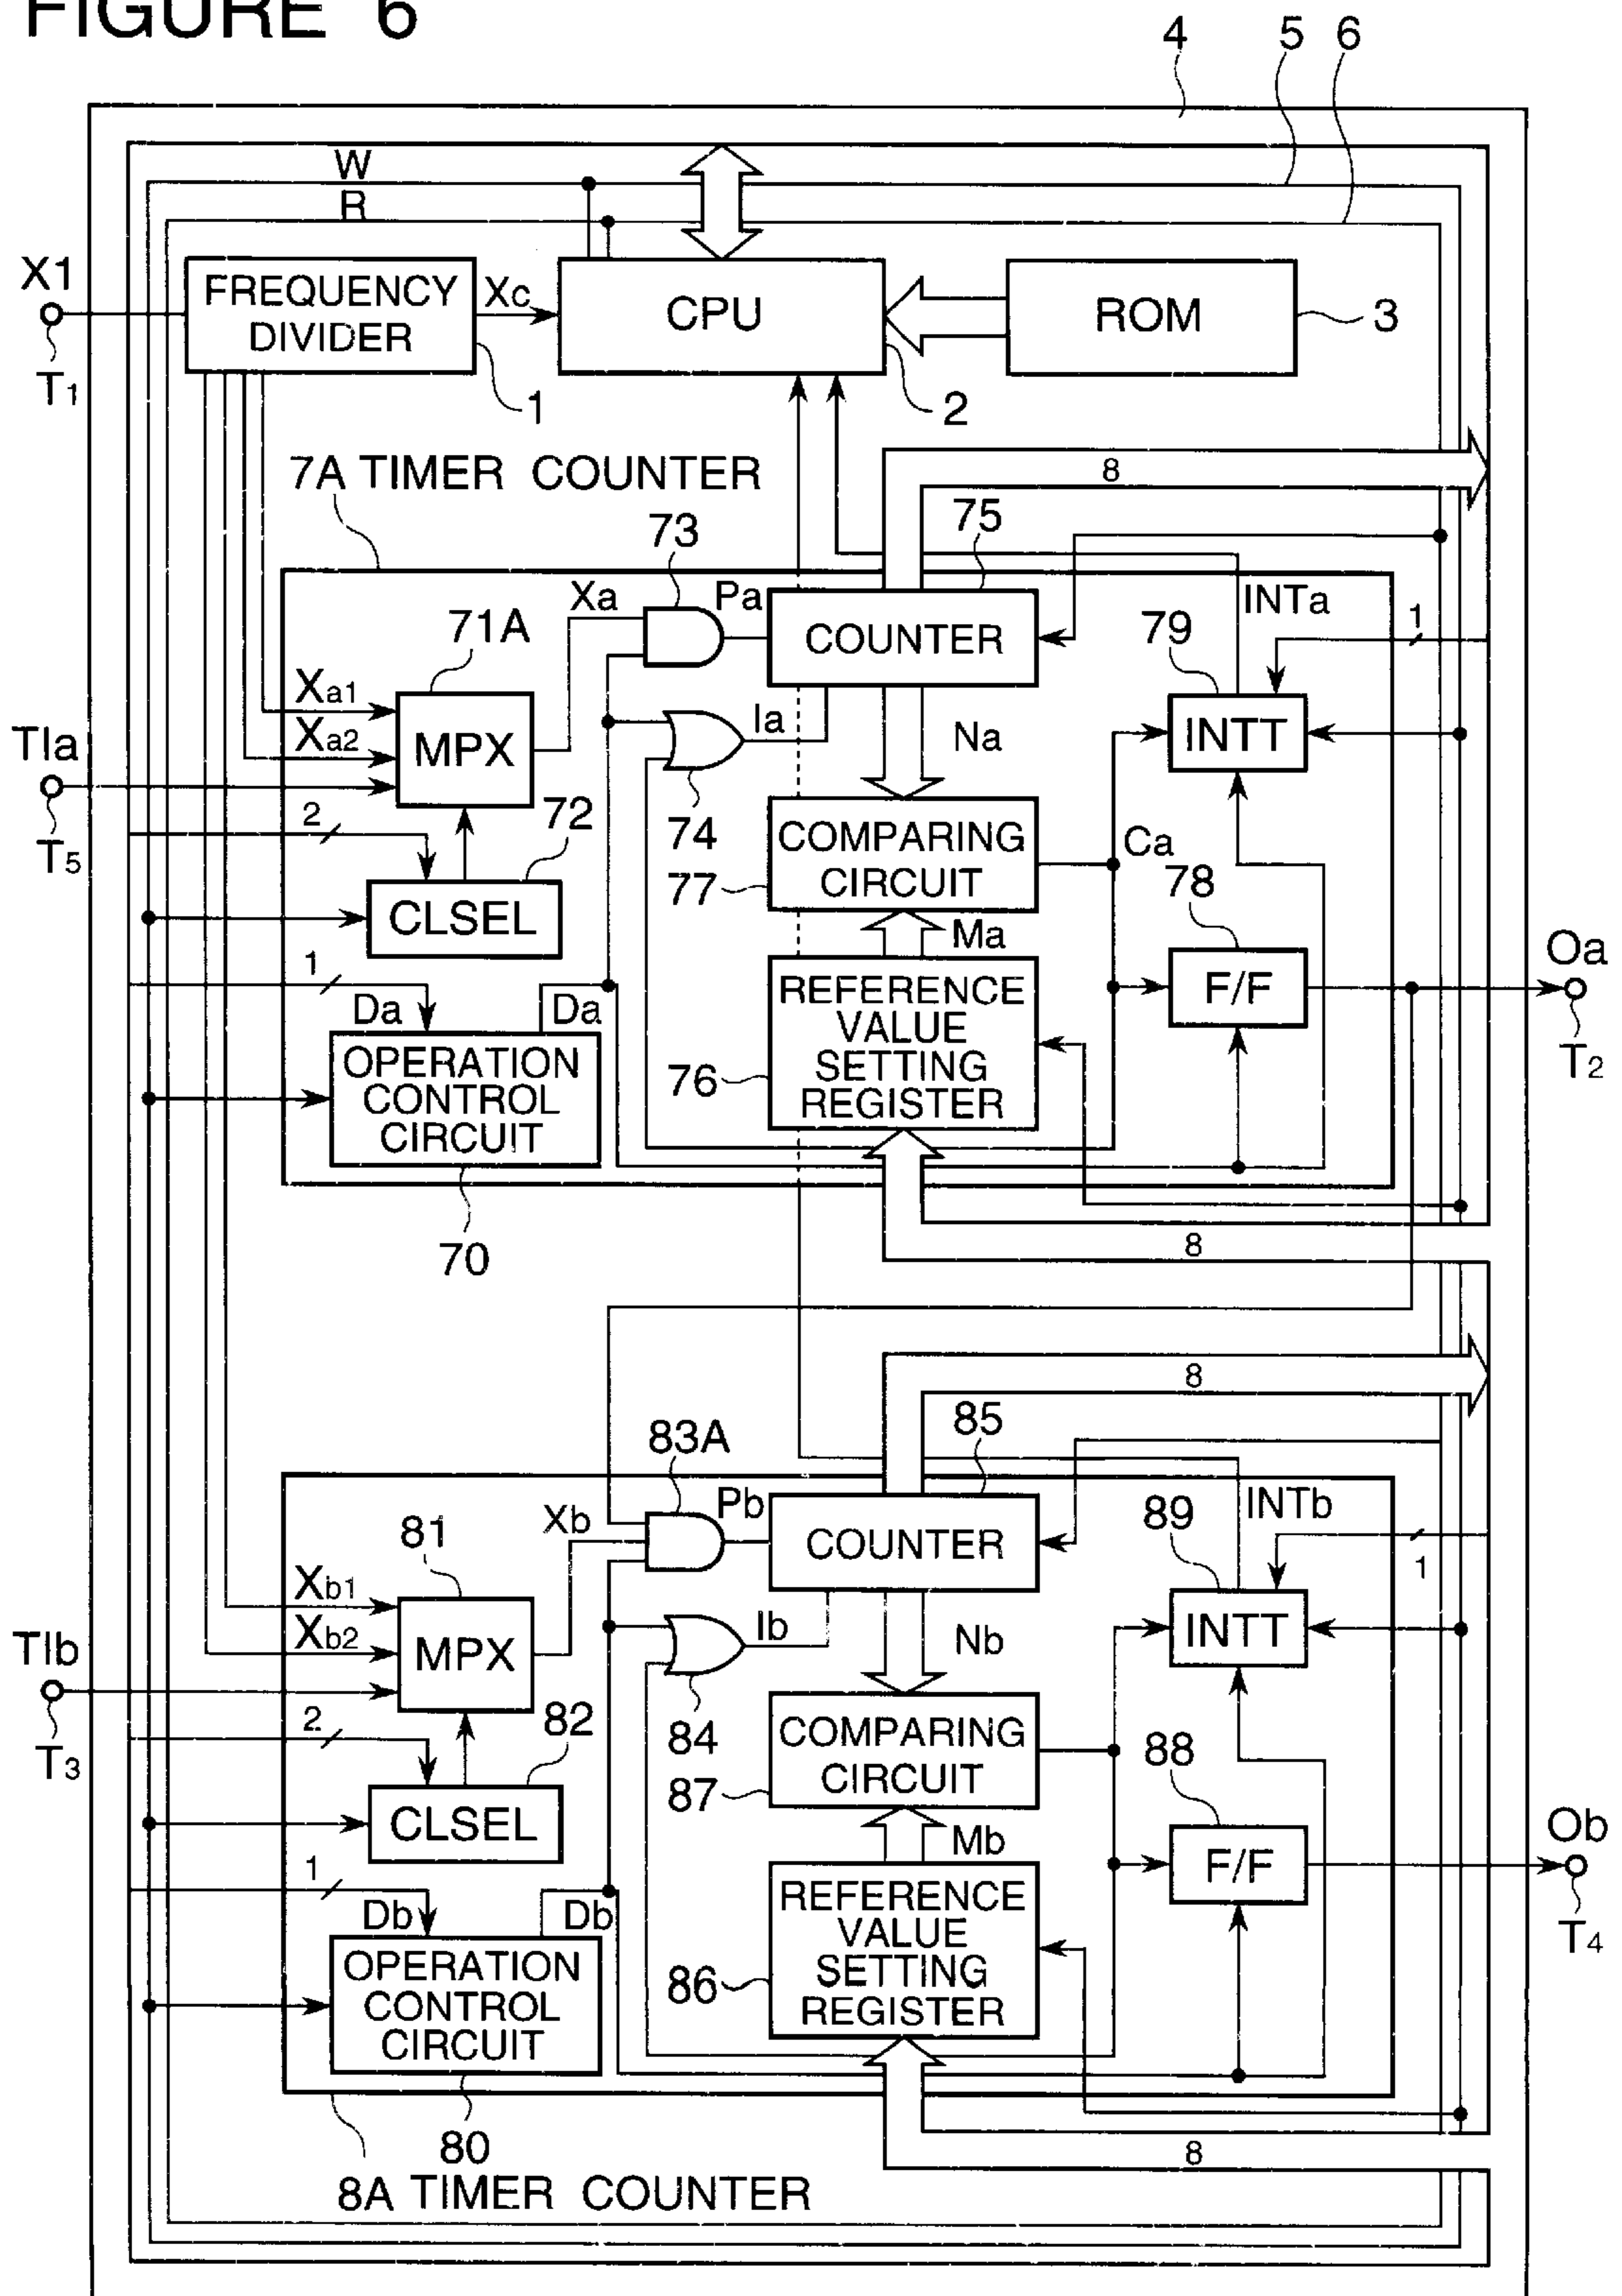 FIGURE 6
4
5
6
W
R
X1
T1
FREQUENCY
DIVIDER
1
Xc
CPU
2
ROM
3
7A TIMER COUNTER
8
73
75
Xa
Pa
COUNTER
INTa
1
71A
79
Xa1
Xa2
MPX
Ia
Na
INTT
TIa
T5
2
72
74
COMPARING
CIRCUIT
77
Ca
78
CLSEL
Ma
1
Da
Da
REFERENCE
VALUE
SETTING
REGISTER
76
F/F
Oa
T2
OPERATION
CONTROL
CIRCUIT
70
8
8
83A
85
Xb
Pb
COUNTER
INTb
1
81
89
Xb1
Xb2
MPX
Ib
Nb
INTT
TIb
T3
2
82
84
COMPARING
CIRCUIT
87
88
CLSEL
Mb
1
Db
Db
REFERENCE
VALUE
SETTING
REGISTER
86
F/F
Ob
T4
OPERATION
CONTROL
CIRCUIT
80
8
8A TIMER COUNTER